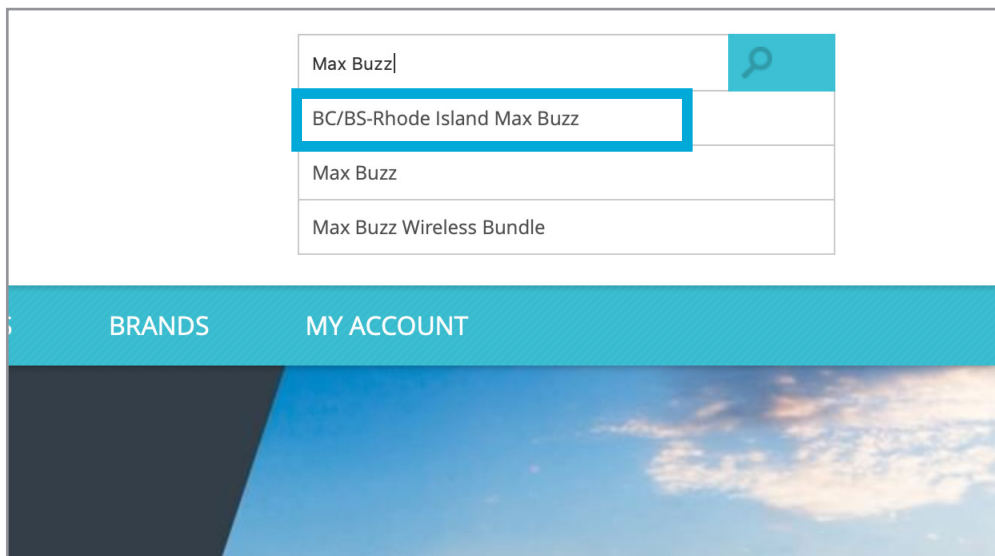 Max Buzz
BC/BS-Rhode Island Max Buzz
Max Buzz
Max Buzz Wireless Bundle
BRANDS MY ACCOUNT